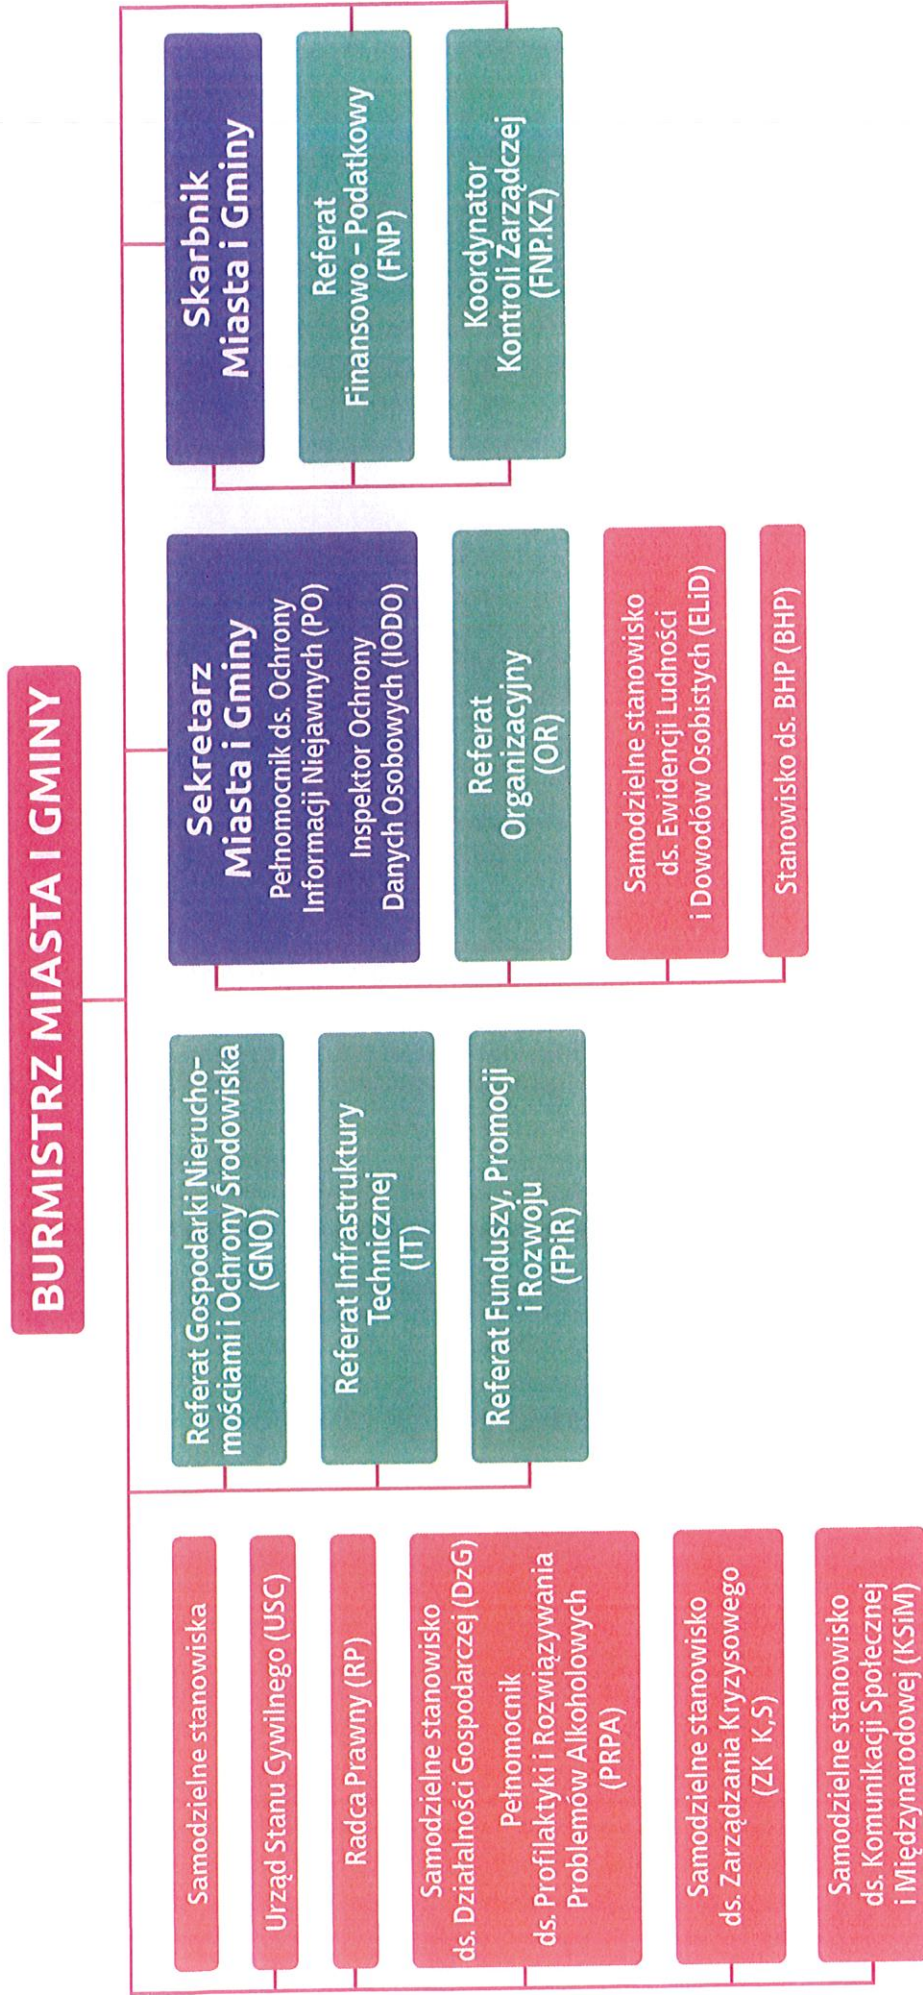 BURMISTRZ MIASTA I GMINY
Samodzielne stanowiska
Urząd Stanu Cywilnego (USC)
Radca Prawny (RP)
Samodzielne stanowisko
ds. Działalności Gospodarczej (DzG)
Pełnomocnik
ds. Profilaktyki i Rozwiązywania
Problemów Alkoholowych
(PRPA)
Samodzielne stanowisko
ds. Zarządzania Kryzysowego
(ZK K,S)
Samodzielne stanowisko
ds. Komunikacji Społecznej
i Międzynarodowej (KSiM)
Referat Gospodarki Nierucho-
mościami i Ochrony Środowiska
(GNO)
Referat Infrastruktury
Technicznej
(IT)
Referat Funduszy, Promocji
i Rozwoju
(FPiR)
Sekretarz
Miasta i Gminy
Pełnomocnik ds. Ochrony
Informacji Niejawnych (PO)
Inspektor Ochrony
Danych Osobowych (IODO)
Referat
Organizacyjny
(OR)
Samodzielne stanowisko
ds. Ewidencji Ludności
i Dowodów Osobistych (ELiD)
Stanowisko ds. BHP (BHP)
Skarbnik
Miasta i Gminy
Referat
Finansowo - Podatkowy
(FNP)
Koordynator
Kontroli Zarządczej
(FNP.KZ)